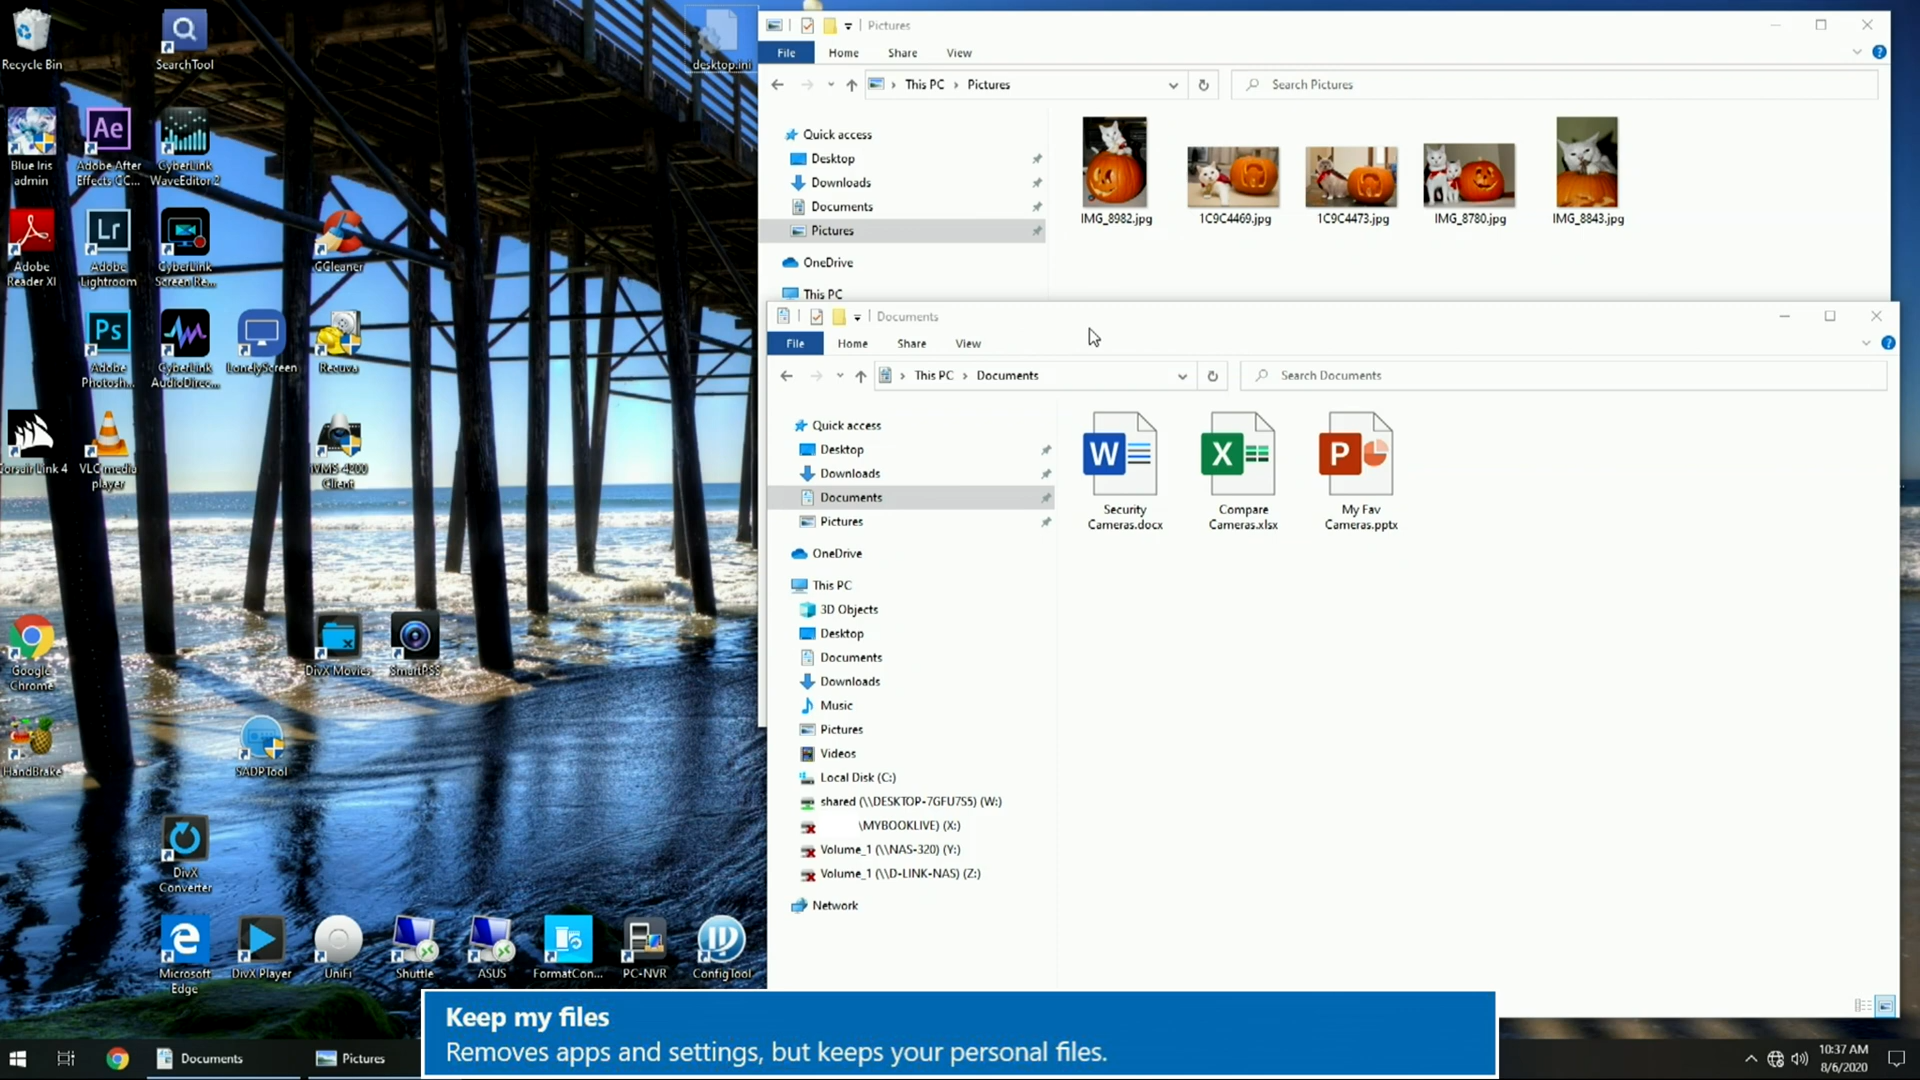 Recycle Bin
SearchTool
desktop.ini
Blue Iris
admin
Ae
Adobe After
Effects CC...
CyberLink
WaveEditor 2
Adobe
Reader XI
Lr
Adobe
Lightroom
CyberLink
Screen Re...
CCleaner
Ps
Adobe
Photosh...
CyberLink
AudioDirec...
LonelyScreen
Recuva
Corsair Link 4
VLC media
player
iVMS-4200
Client
Google
Chrome
DivX Movies
SmartPSS
HandBrake
SADPTool
DivX
Converter
Microsoft
Edge
DivX Player
UniFi
Shuttle
ASUS
FormatCon...
PC-NVR
ConfigTool
Pictures
File
Home
Share
View
This PC
Pictures
Search Pictures
Quick access
Desktop
Downloads
Documents
Pictures
OneDrive
This PC
IMG_8982.jpg
1C9C4469.jpg
1C9C4473.jpg
IMG_8780.jpg
IMG_8843.jpg
Documents
File
Home
Share
View
This PC
Documents
Search Documents
Quick access
Desktop
Downloads
Documents
Pictures
OneDrive
This PC
3D Objects
Desktop
Documents
Downloads
Music
Pictures
Videos
Local Disk (C:)
shared (\\DESKTOP-7GFU7S5) (W:)
\MYBOOKLIVE) (X:)
Volume_1 (\\NAS-320) (Y:)
Volume_1 (\\D-LINK-NAS) (Z:)
Network
W
Security
Cameras.docx
X
Compare
Cameras.xlsx
P
My Fav
Cameras.pptx
Keep my files
Removes apps and settings, but keeps your personal files.
Documents
Pictures
10:37 AM
8/6/2020